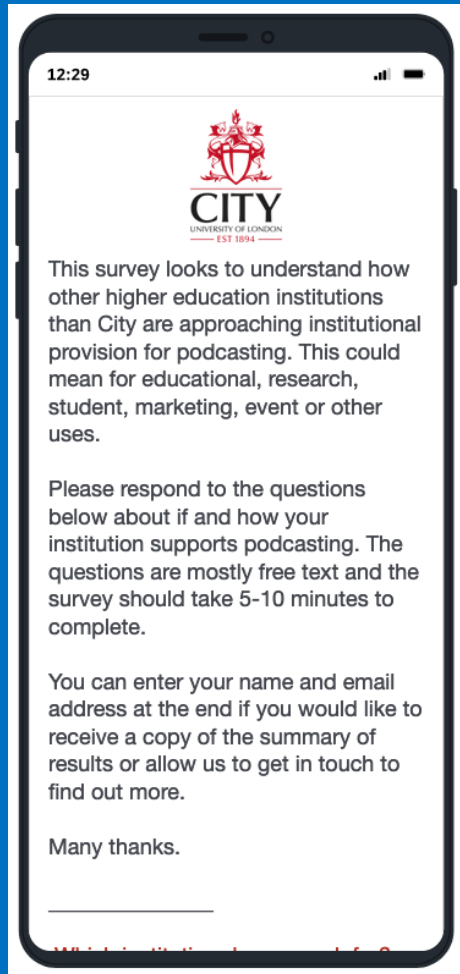 12:29
CITY
UNIVERSITY OF LONDON
EST 1894
This survey looks to understand how
other higher education institutions
than City are approaching institutional
provision for podcasting. This could
mean for educational, research,
student, marketing, event or other
uses.
Please respond to the questions
below about if and how your
institution supports podcasting. The
questions are mostly free text and the
survey should take 5-10 minutes to
complete.
You can enter your name and email
address at the end if you would like to
receive a copy of the summary of
results or allow us to get in touch to
find out more.
Many thanks.